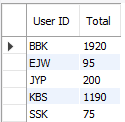 User ID Total
BBK 1920
EJW 95
JYP 200
KBS 1190
SSK 75